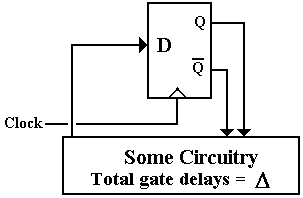 Q
D
Q̅
Clock
Some Circuitry
Total gate delays = Δ